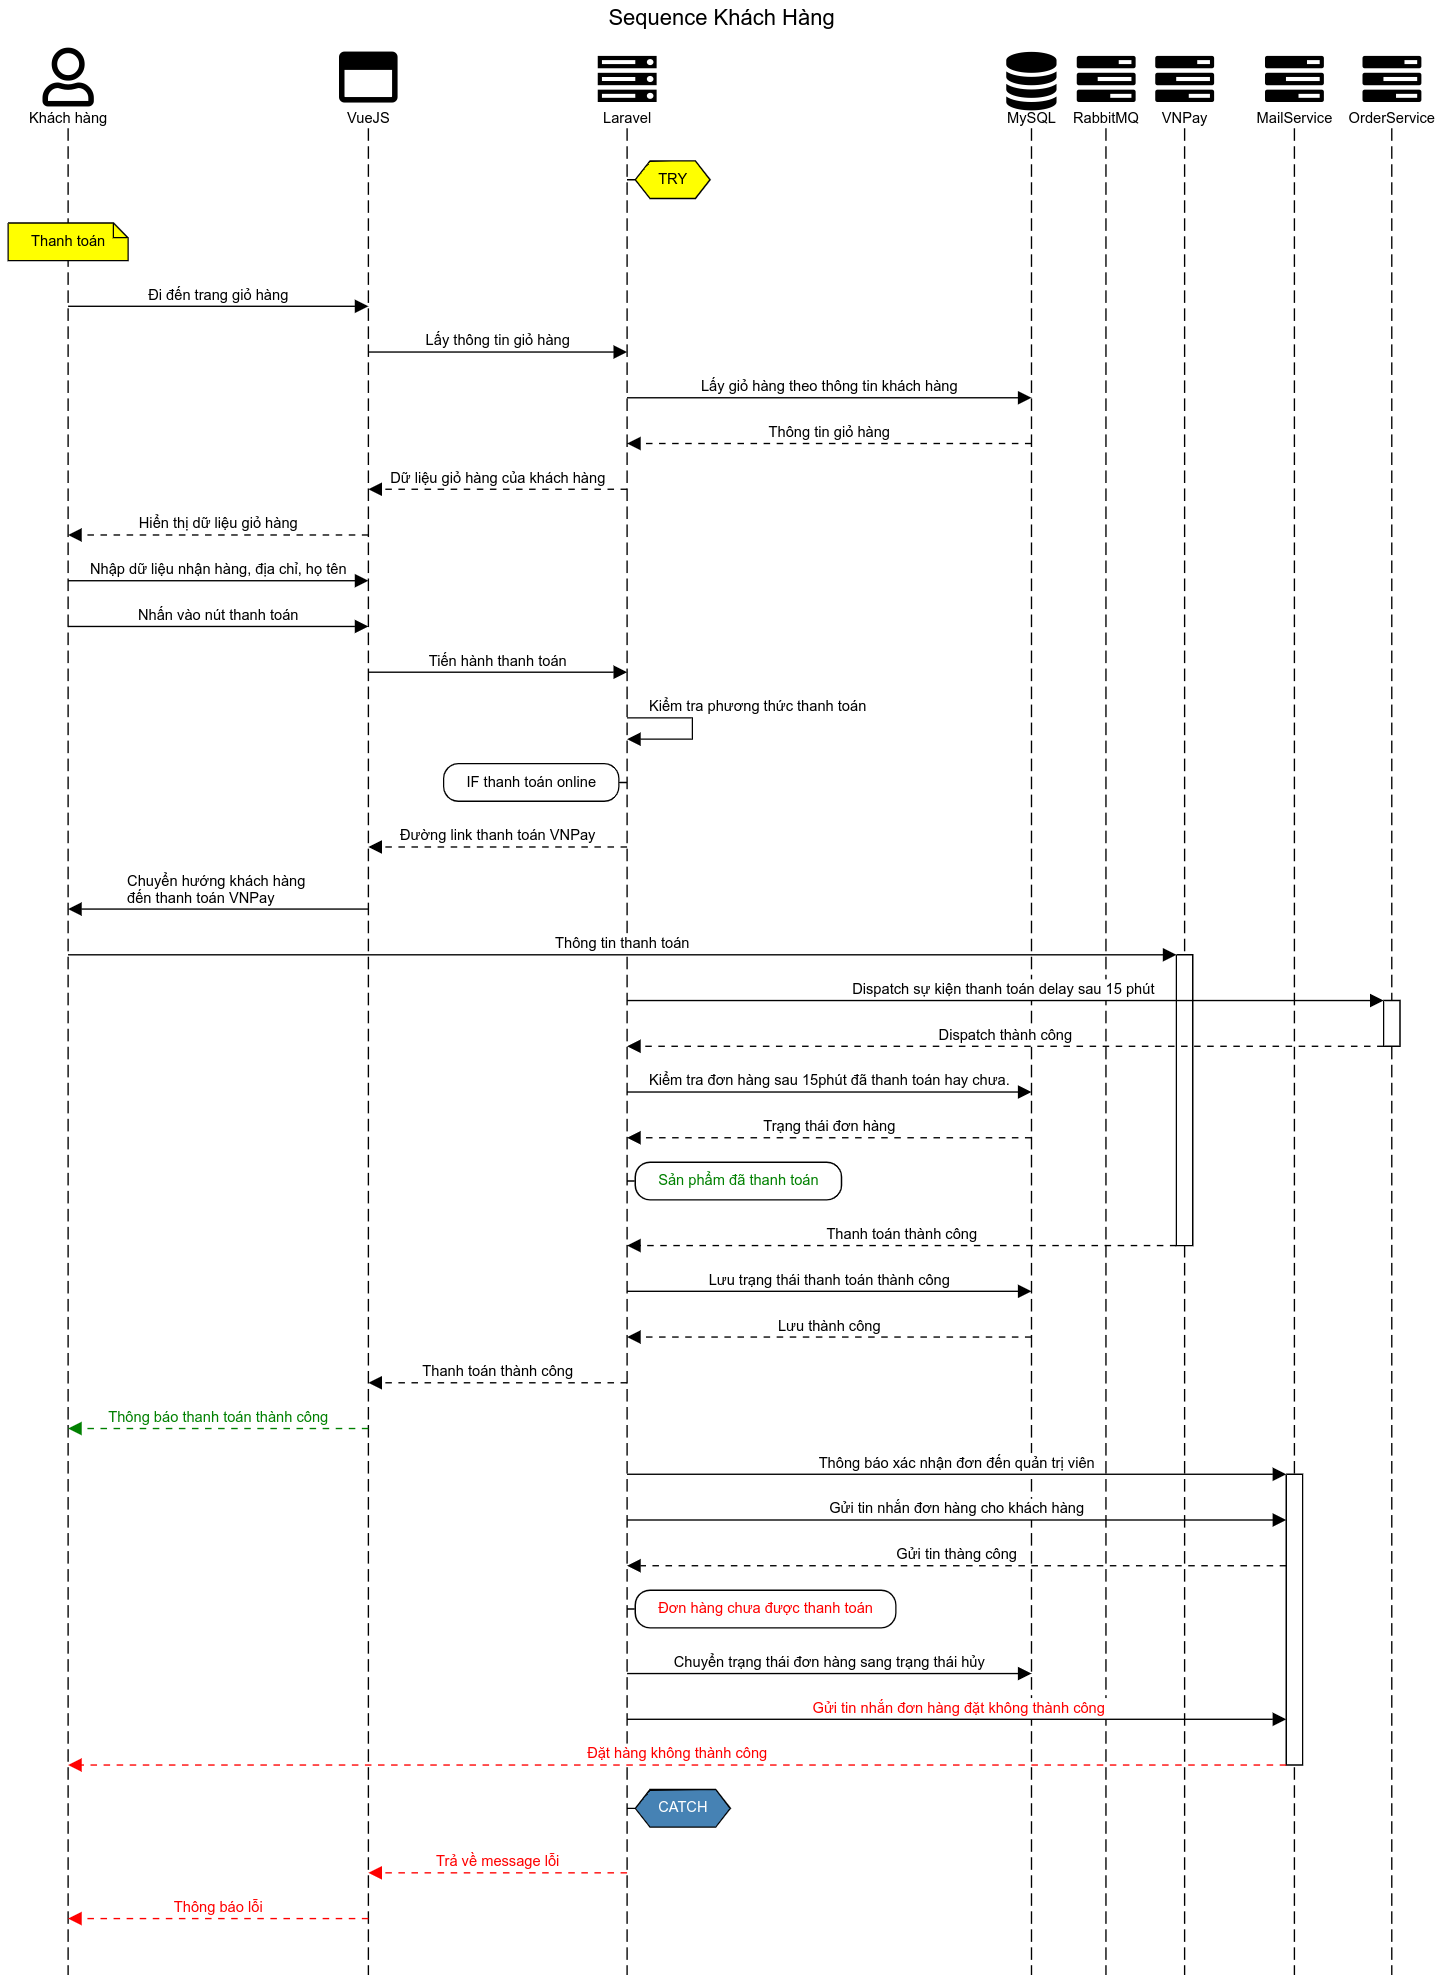 Sequence Khách Hàng
Khách hàng
VueJS
Laravel
MySQL
RabbitMQ
VNPay
MailService
OrderService
TRY
Thanh toán
Đi đến trang giỏ hàng
Lấy thông tin giỏ hàng
Lấy giỏ hàng theo thông tin khách hàng
Thông tin giỏ hàng
Dữ liệu giỏ hàng của khách hàng
Hiển thị dữ liệu giỏ hàng
Nhập dữ liệu nhận hàng, địa chỉ, họ tên
Nhấn vào nút thanh toán
Tiến hành thanh toán
Kiểm tra phương thức thanh toán
IF thanh toán online
Đường link thanh toán VNPay
Chuyển hướng khách hàng
đến thanh toán VNPay
Thông tin thanh toán
Dispatch sự kiện thanh toán delay sau 15 phút
Dispatch thành công
Kiểm tra đơn hàng sau 15phút đã thanh toán hay chưa.
Trạng thái đơn hàng
Sản phẩm đã thanh toán
Thanh toán thành công
Lưu trạng thái thanh toán thành công
Lưu thành công
Thanh toán thành công
Thông báo thanh toán thành công
Thông báo xác nhận đơn đến quản trị viên
Gửi tin nhắn đơn hàng cho khách hàng
Gửi tin thàng công
Đơn hàng chưa được thanh toán
Chuyển trạng thái đơn hàng sang trạng thái hủy
Gửi tin nhắn đơn hàng đặt không thành công
Đặt hàng không thành công
CATCH
Trả về message lỗi
Thông báo lỗi